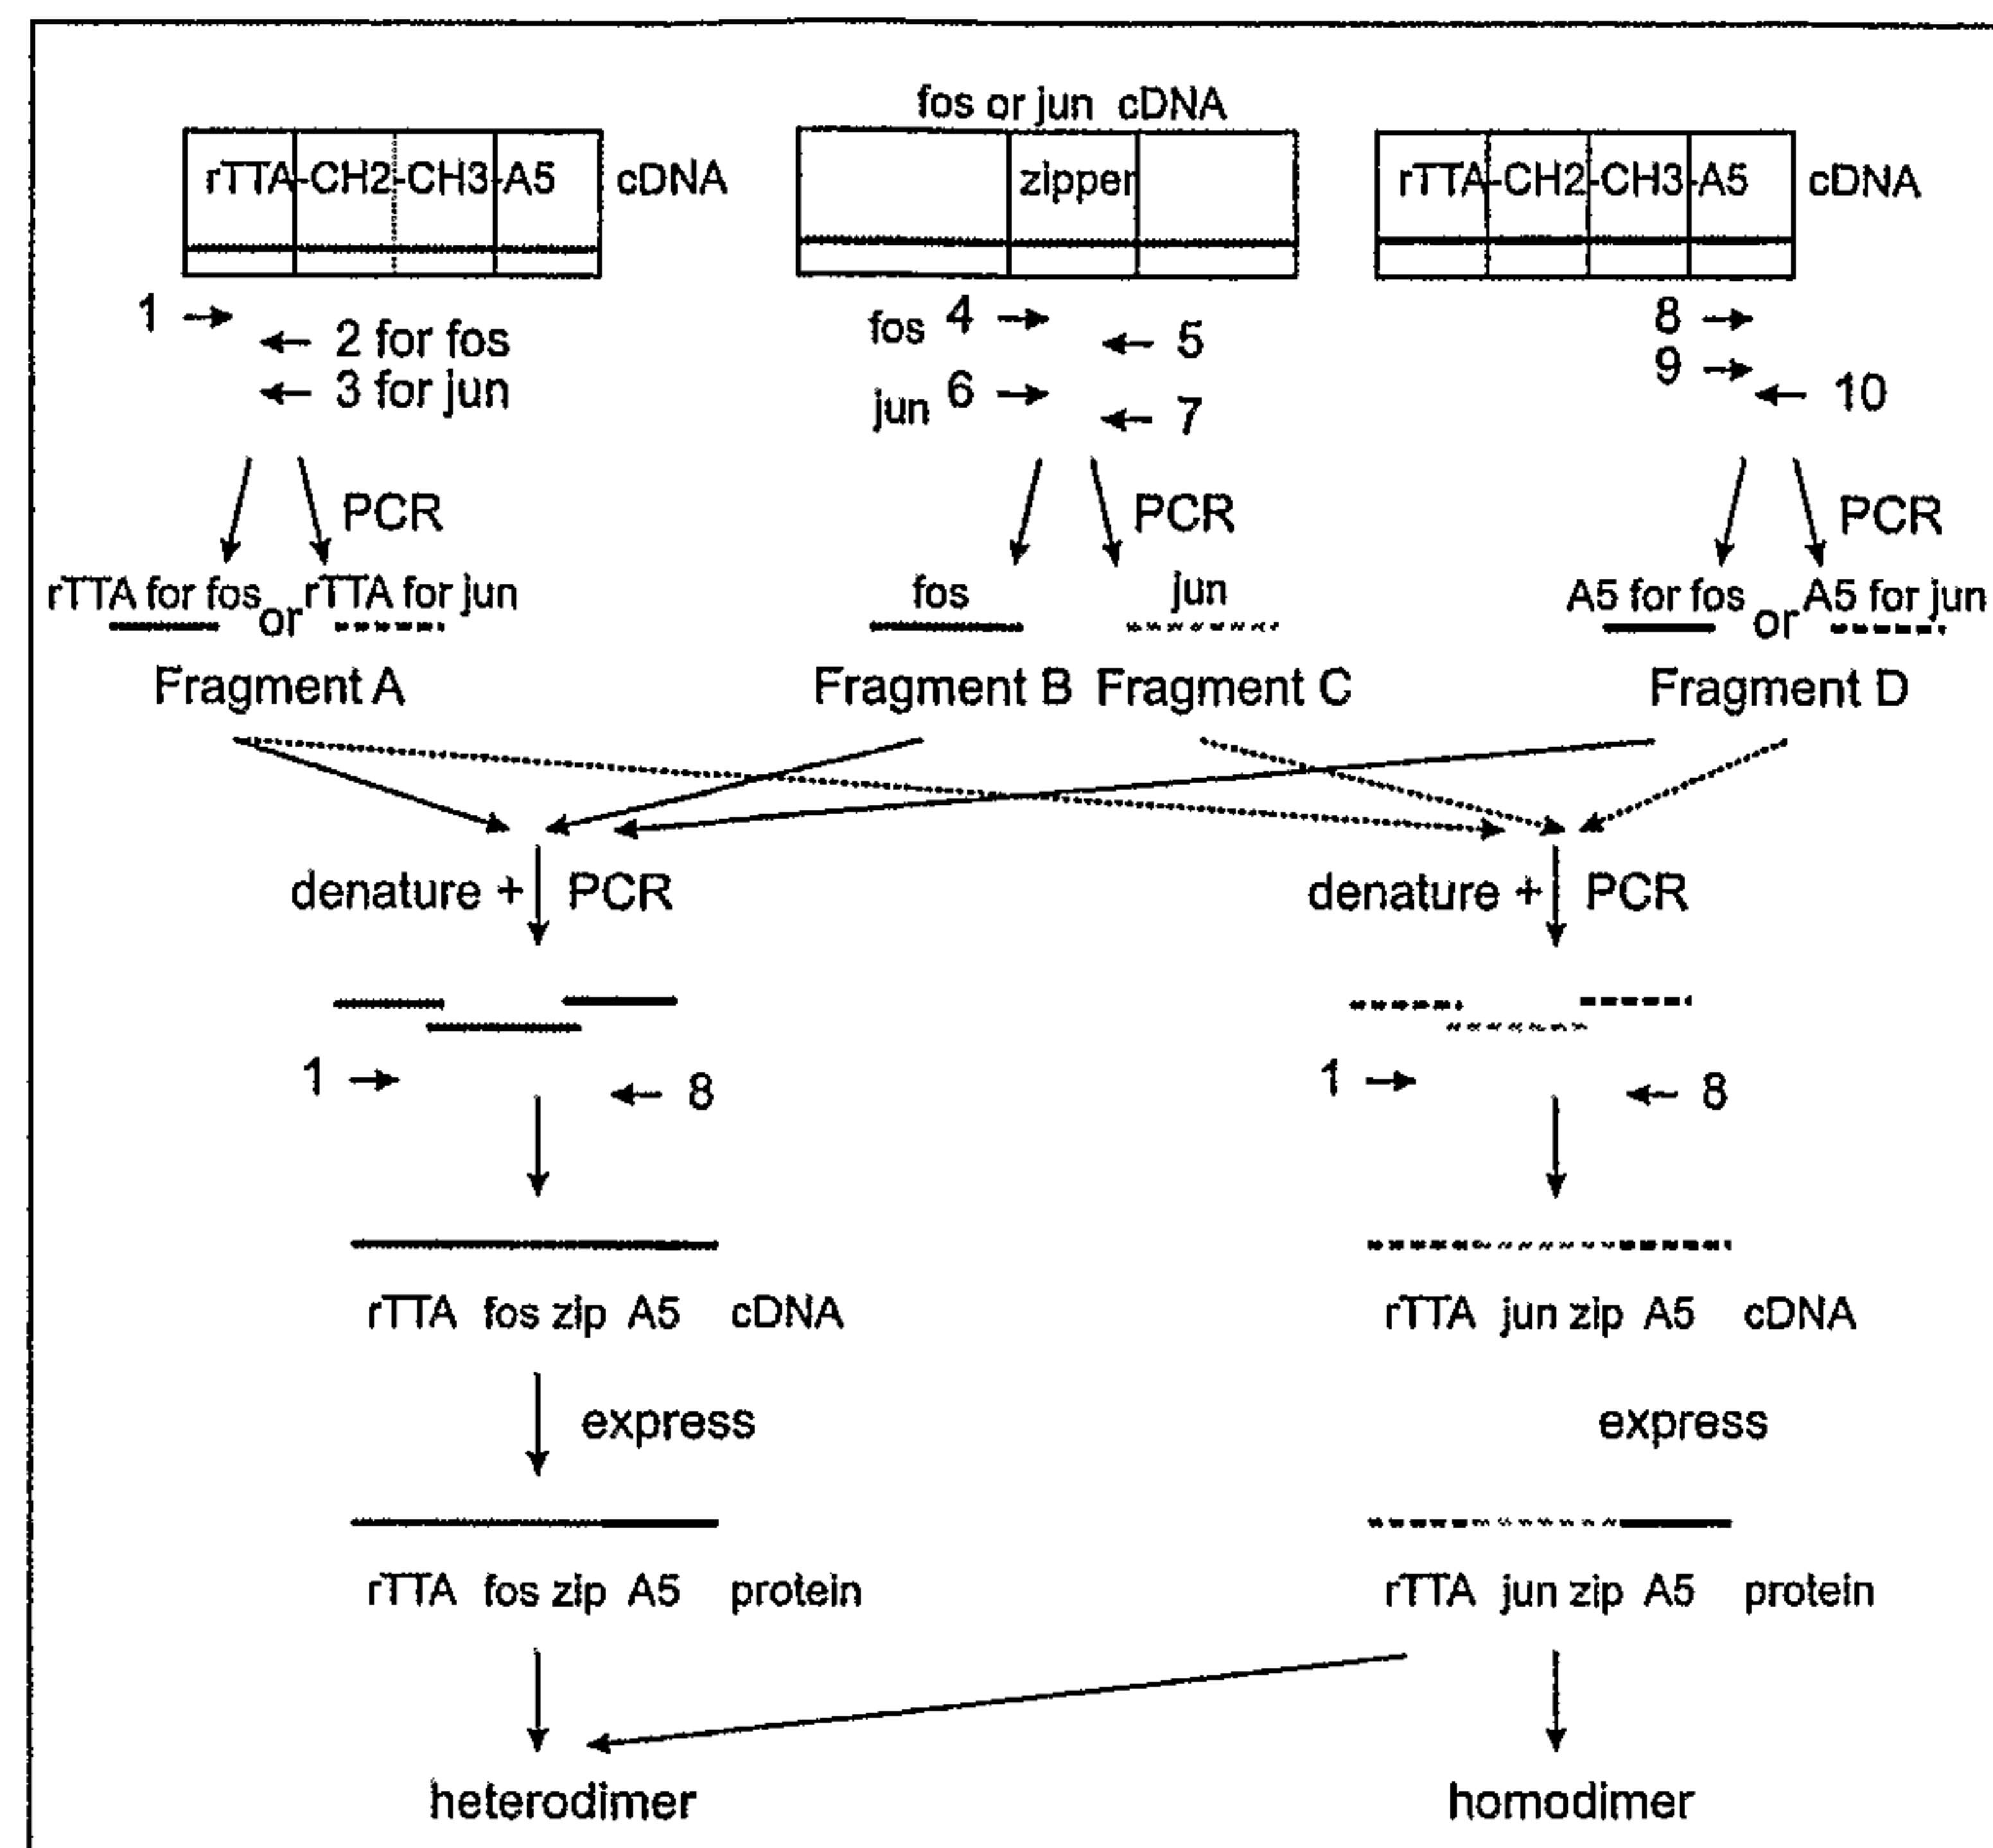 fos or jun cDNA
rTTA-CH2-CH3-A5 cDNA
zipper
rTTA-CH2-CH3-A5 cDNA
1
2 for fos
3 for jun
fos 4
5
jun 6
7
8
9
10
PCR
PCR
PCR
rTTA for fos or rTTA for jun
fos
jun
A5 for fos or A5 for jun
Fragment A
Fragment B
Fragment C
Fragment D
denature + PCR
denature + PCR
1
8
1
8
rTTA fos zip A5 cDNA
rTTA jun zip A5 cDNA
express
express
rTTA fos zip A5 protein
rTTA jun zip A5 protein
heterodimer
homodimer